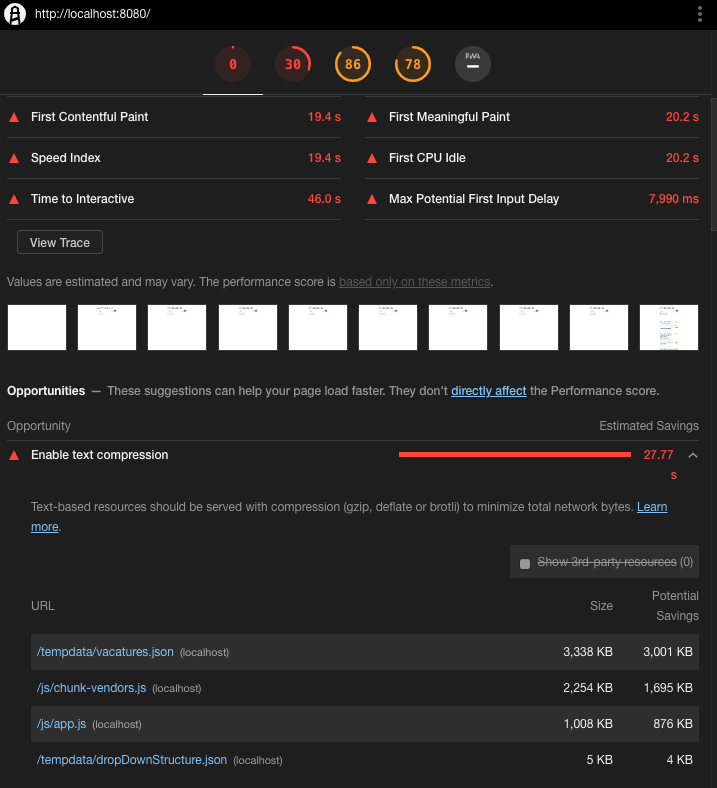 http://localhost:8080/
0 30 86 78 PWA
First Contentful Paint 19.4 s First Meaningful Paint 20.2 s
Speed Index 19.4 s First CPU Idle 20.2 s
Time to Interactive 46.0 s Max Potential First Input Delay 7,990 ms
View Trace
Values are estimated and may vary. The performance score is based only on these metrics.
Opportunities — These suggestions can help your page load faster. They don't directly affect the Performance score.
Opportunity Estimated Savings
Enable text compression 27.77
s
Text-based resources should be served with compression (gzip, deflate or brotli) to minimize total network bytes. Learn
more.
Show 3rd-party resources (0)
URL Size Potential
Savings
/tempdata/vacatures.json (localhost) 3,338 KB 3,001 KB
/js/chunk-vendors.js (localhost) 2,254 KB 1,695 KB
/js/app.js (localhost) 1,008 KB 876 KB
/tempdata/dropDownStructure.json (localhost) 5 KB 4 KB